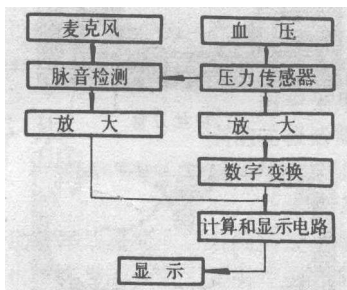 麦克风
血 压
脉音检测
压力传感器
放 大
放 大
数字变换
计算和显示电路
显 示